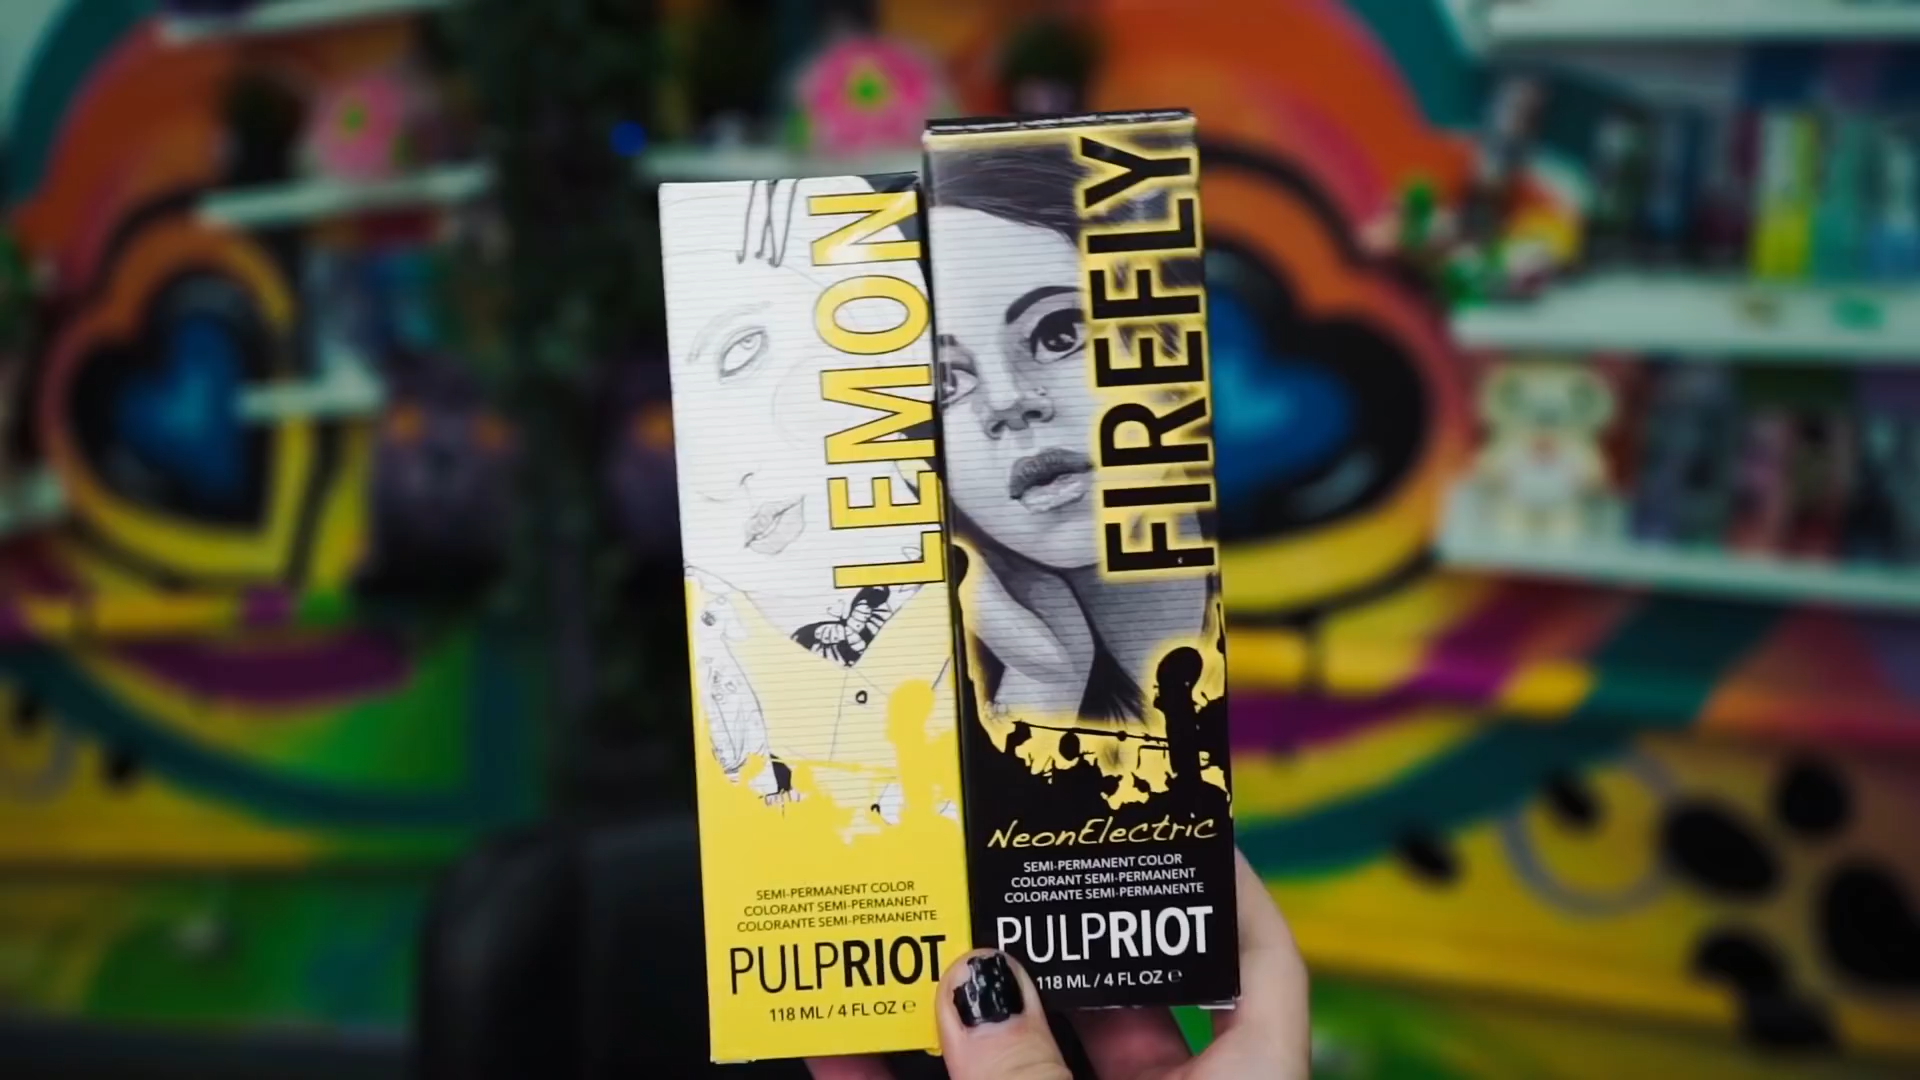 LEMON
SEMI-PERMANENT COLOR
COLORANT SEMI-PERMANENT
COLORANTE SEMI-PERMANENTE
PULPRIOT
118 ML / 4 FL OZ ℮
FIREFLY
NeonElectric
SEMI-PERMANENT COLOR
COLORANT SEMI-PERMANENT
COLORANTE SEMI-PERMANENTE
PULPRIOT
118 ML / 4 FL OZ ℮